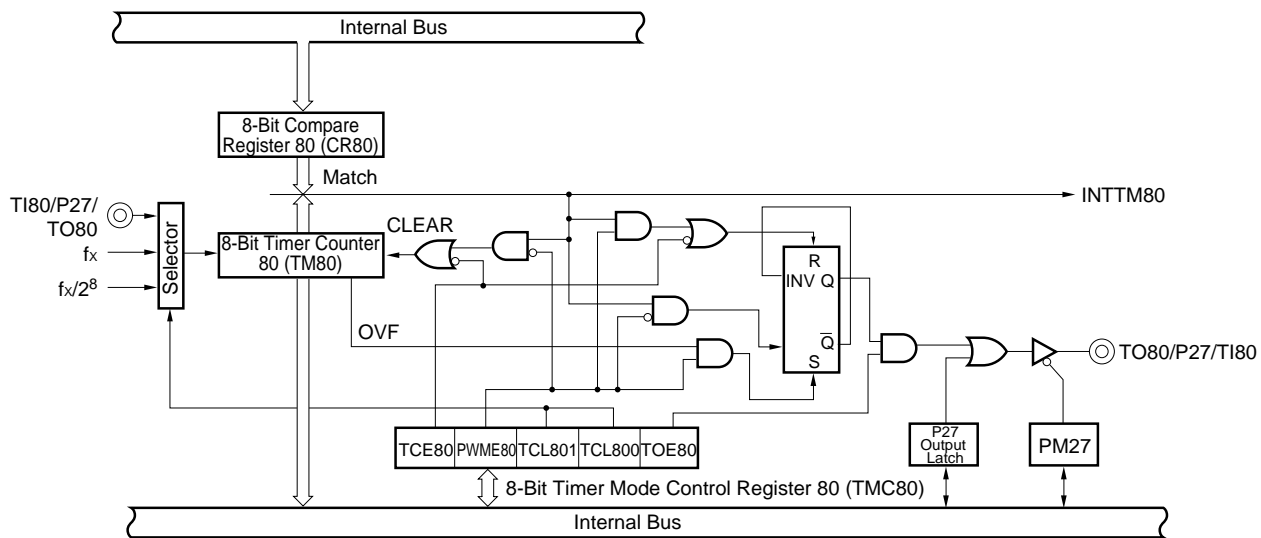 Internal Bus
8-Bit Compare
Register 80 (CR80)
Match
INTTM80
TI80/P27/
TO80
fX
fX/2⁸
Selector
8-Bit Timer Counter
80 (TM80)
CLEAR
OVF
R
INV Q
Q̅
S
TO80/P27/TI80
TCE80 PWME80 TCL801 TCL800 TOE80
P27
Output
Latch
PM27
8-Bit Timer Mode Control Register 80 (TMC80)
Internal Bus